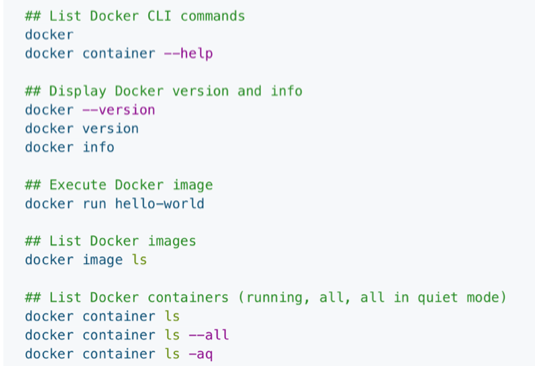 ## List Docker CLI commands
docker
docker container --help
## Display Docker version and info
docker --version
docker version
docker info
## Execute Docker image
docker run hello-world
## List Docker images
docker image ls
## List Docker containers (running, all, all in quiet mode)
docker container ls
docker container ls --all
docker container ls -aq